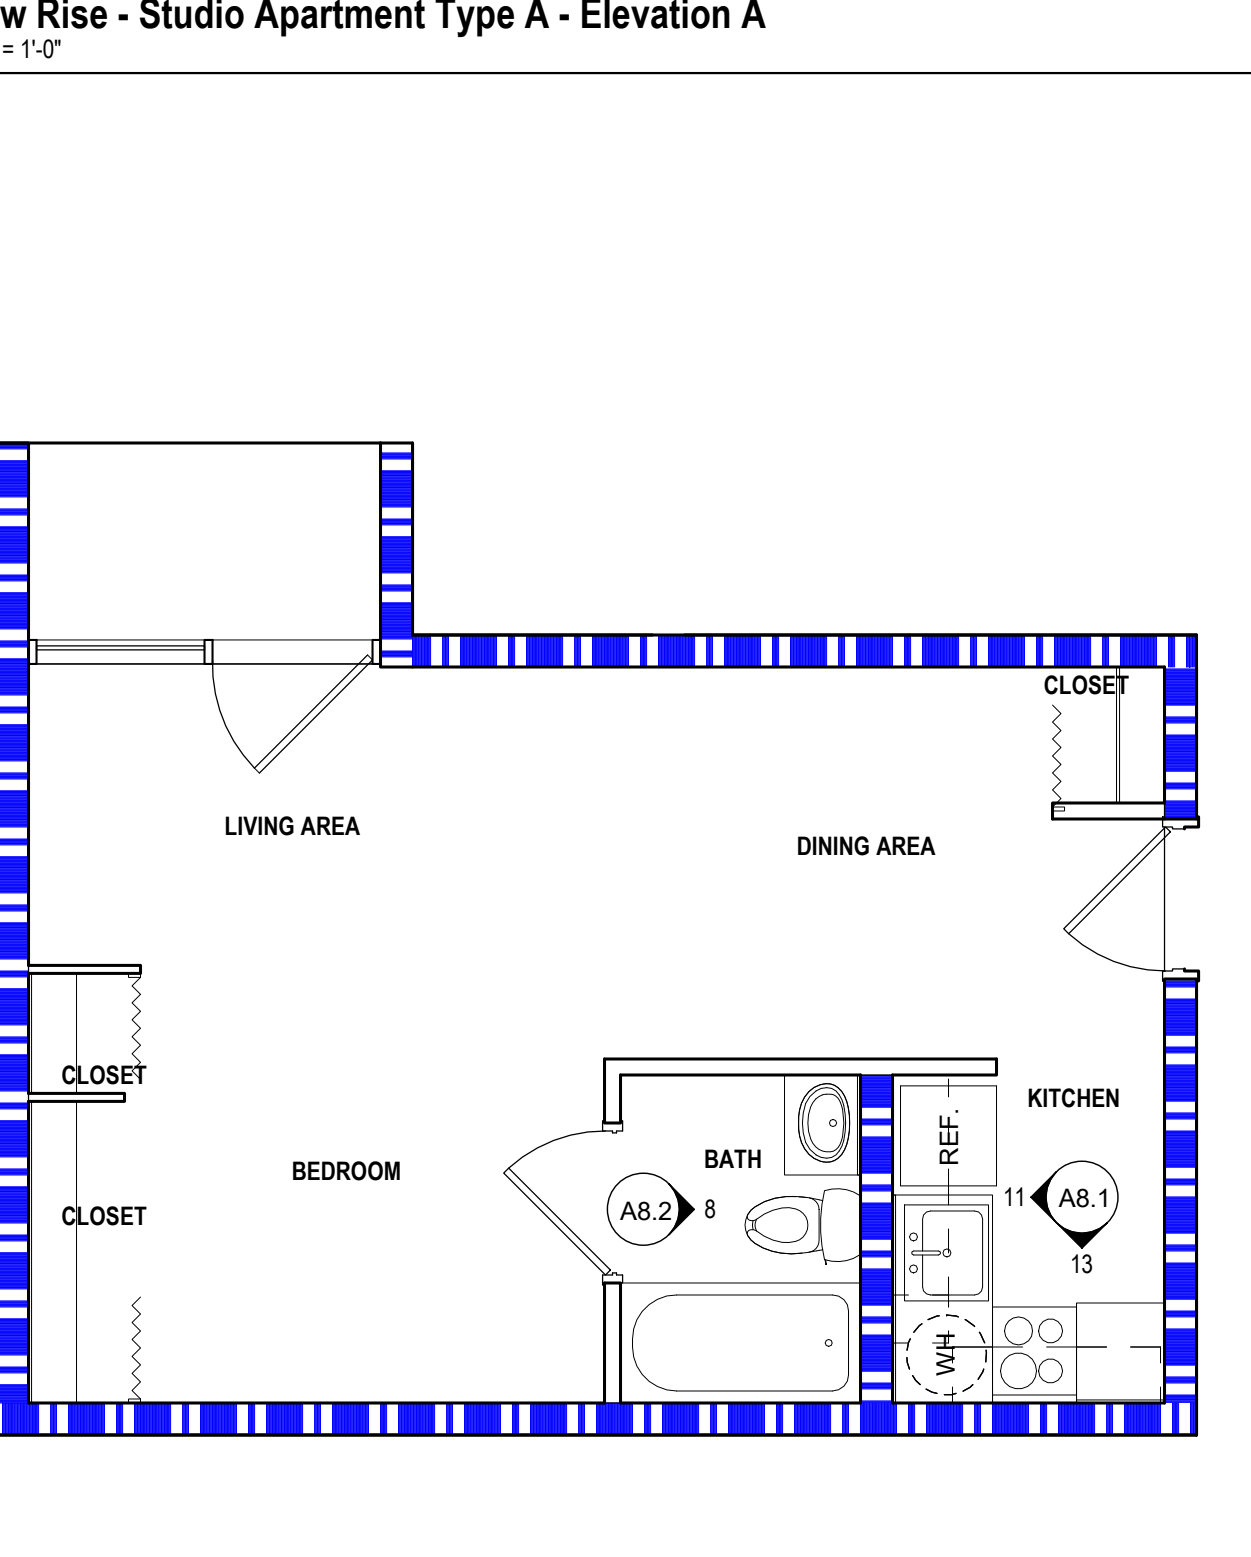 w Rise - Studio Apartment Type A - Elevation A
= 1'-0"
CLOSET
LIVING AREA
DINING AREA
CLOSET
KITCHEN
REF.
BATH
BEDROOM
A8.2
8
11
A8.1
CLOSET
13
WH